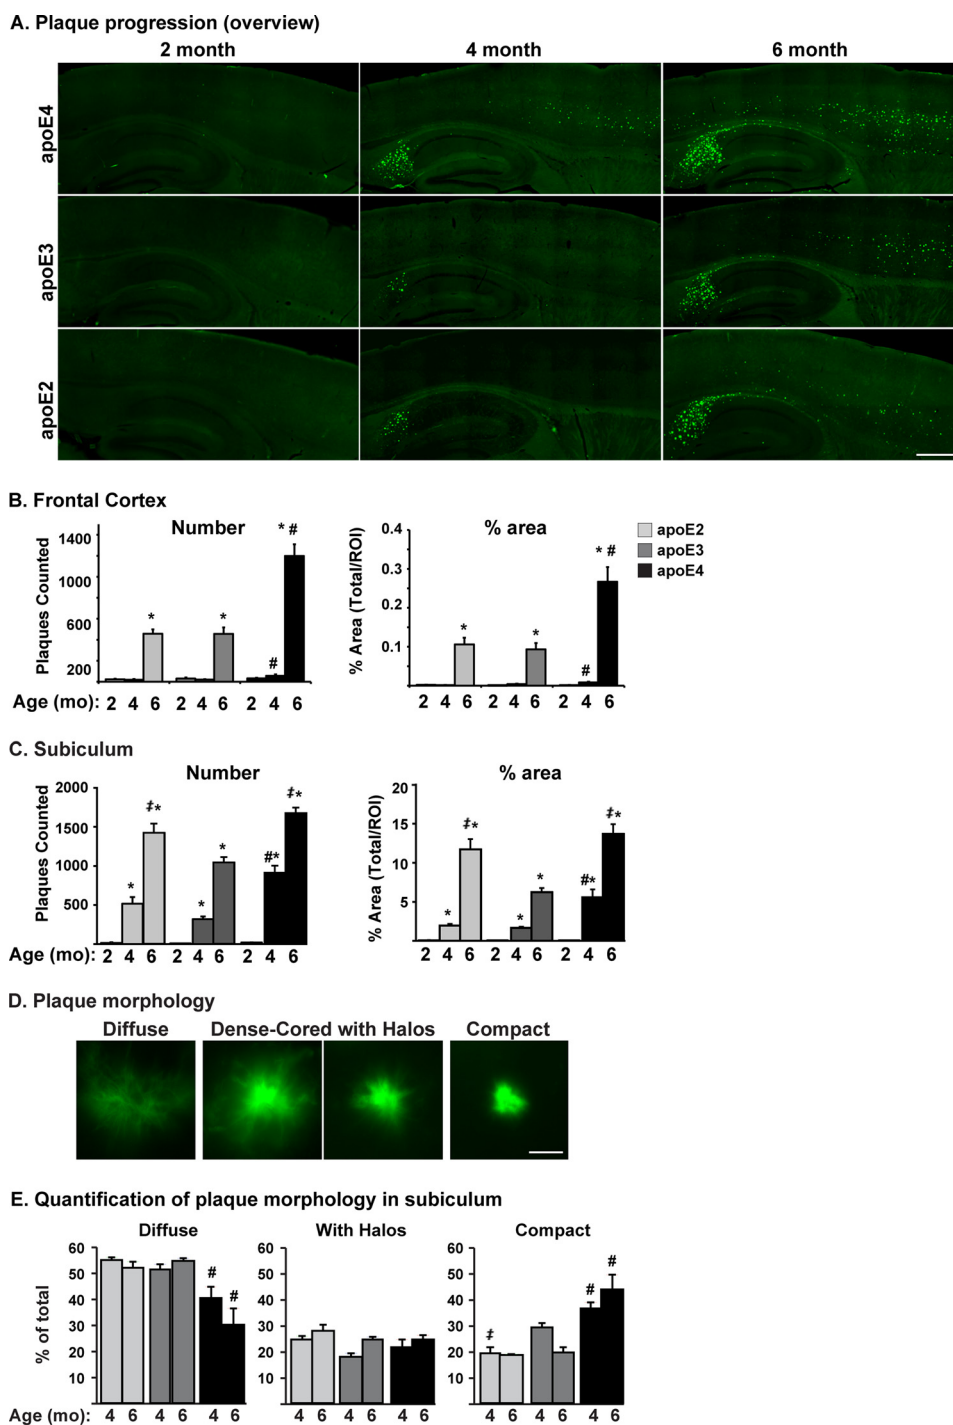 A. Plaque progression (overview)
2 month 4 month 6 month
apoE4
apoE3
apoE2
B. Frontal Cortex
Number % area
Plaques Counted
1400
1000
600
200
* * # * #
Age (mo): 2 4 6 2 4 6 2 4 6
% Area (Total/ROI)
0.4
0.3
0.2
0.1
* * # * #
2 4 6 2 4 6 2 4 6
apoE2
apoE3
apoE4
C. Subiculum
Number % area
Plaques Counted
2000
1500
1000
500
* ‡* * * #* ‡*
Age (mo): 2 4 6 2 4 6 2 4 6
% Area (Total/ROI)
20
15
10
5
* ‡* * * #* ‡*
2 4 6 2 4 6 2 4 6
D. Plaque morphology
Diffuse Dense-Cored with Halos Compact
E. Quantification of plaque morphology in subiculum
Diffuse With Halos Compact
% of total
60
50
40
30
20
10
# #
Age (mo): 4 6 4 6 4 6
60
50
40
30
20
10
4 6 4 6 4 6
60
50
40
30
20
10
‡ # #
4 6 4 6 4 6